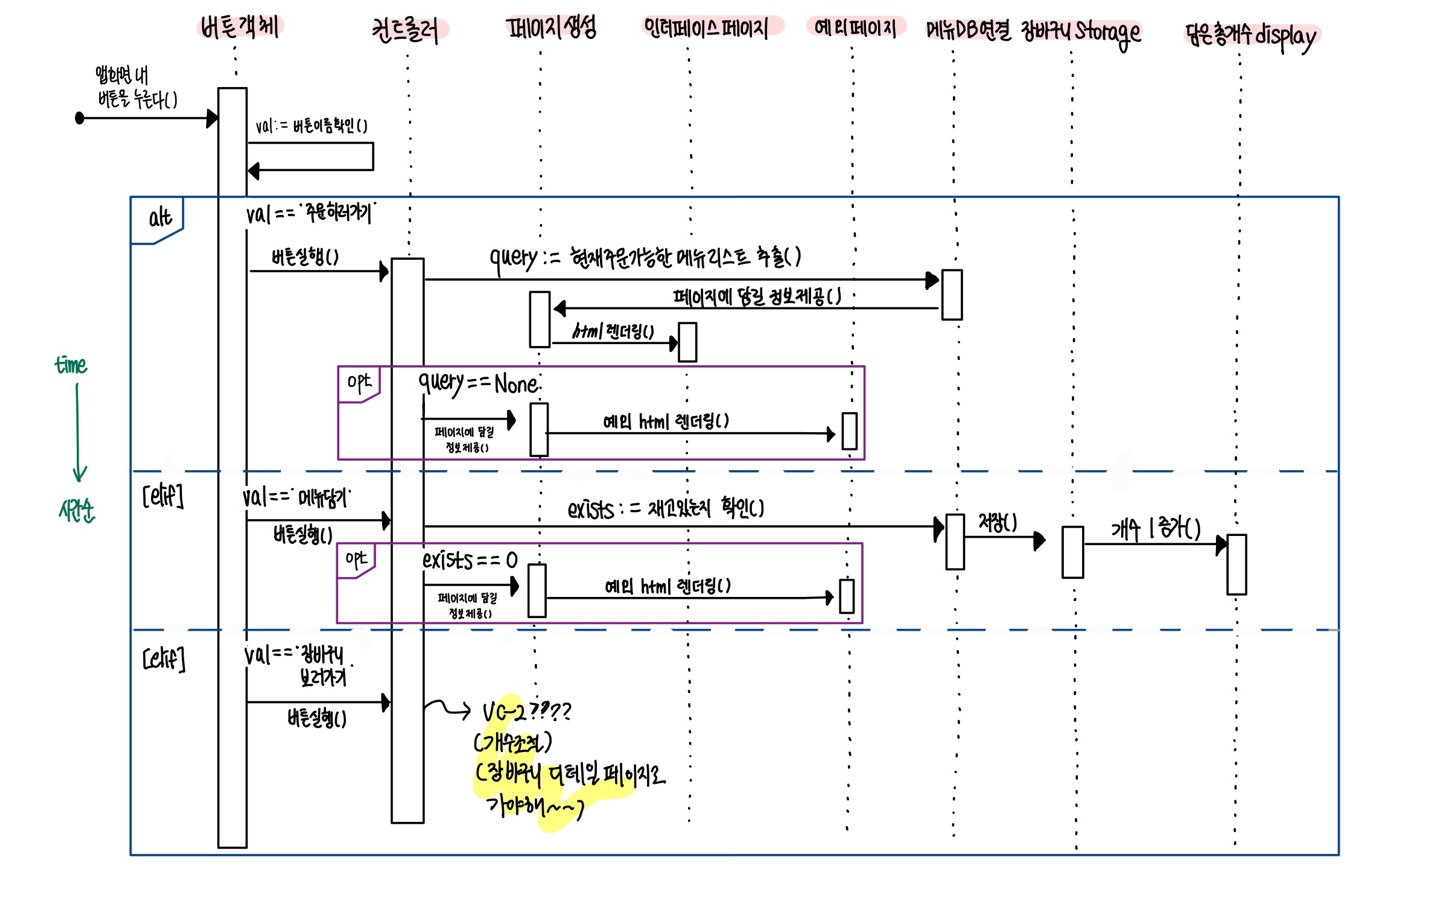 버튼객체
컨트롤러
페이지생성
인터페이스페이지
예외페이지
메뉴DB연결
장바구니 Storage
담은총개수 display
앱화면 내
버튼을 누른다()
val:= 버튼이름확인()
alt
val == '주문하러가기'
버튼실행()
query := 현재주문가능한 메뉴리스트 추출()
페이지에 담길 정보제공()
html 렌더링()
time
시간순
opt
query == None
페이지에 담길
정보제공()
예외 html 렌더링()
[elif]
val == '메뉴담기'
버튼실행()
exists := 재고있는지 확인()
저장()
개수 1 증가()
opt
exists == 0
페이지에 담길
정보제공()
예외 html 렌더링()
[elif]
val == '장바구니
보러가기'
버튼실행()
UC-2????
(개수조절)
(장바구니 디테일 페이지로
가야해~~)